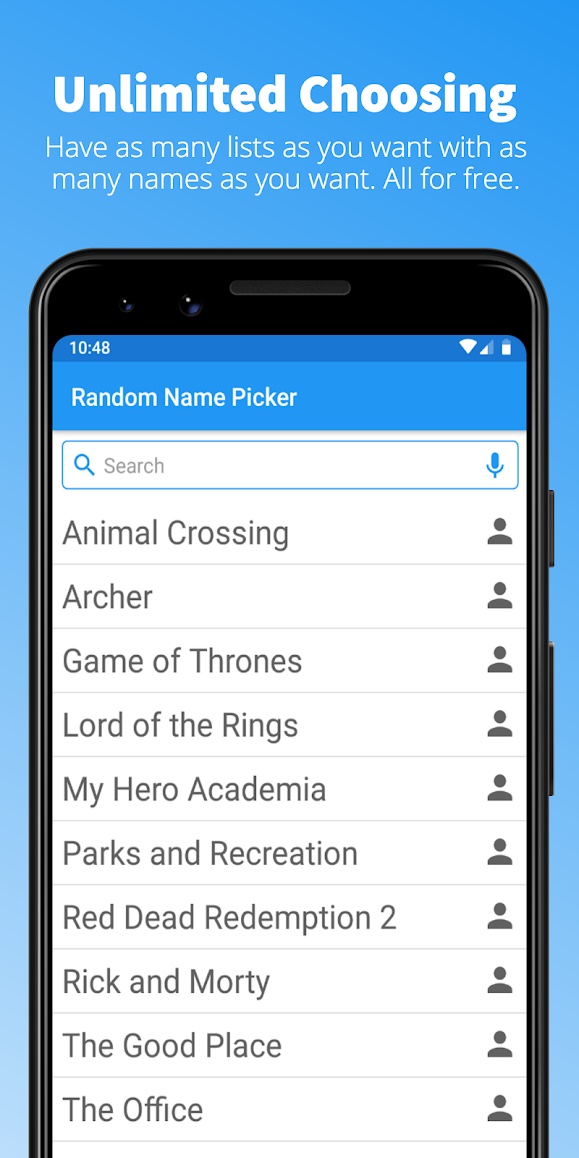 Unlimited Choosing
Have as many lists as you want with as
many names as you want. All for free.
10:48
Random Name Picker
Search
Animal Crossing
Archer
Game of Thrones
Lord of the Rings
My Hero Academia
Parks and Recreation
Red Dead Redemption 2
Rick and Morty
The Good Place
The Office